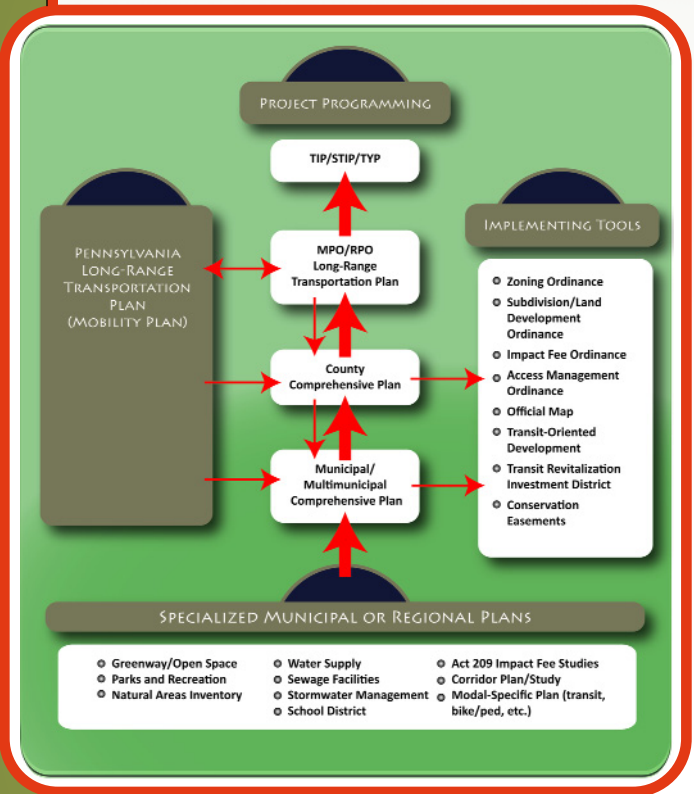 Project Programming
TIP/STIP/TYP
Pennsylvania
Long-Range
Transportation
Plan
(Mobility Plan)
MPO/RPO
Long-Range
Transportation Plan
County
Comprehensive Plan
Municipal/
Multimunicipal
Comprehensive Plan
Implementing Tools
Zoning Ordinance
Subdivision/Land
Development
Ordinance
Impact Fee Ordinance
Access Management
Ordinance
Official Map
Transit-Oriented
Development
Transit Revitalization
Investment District
Conservation
Easements
Specialized Municipal or Regional Plans
Greenway/Open Space
Parks and Recreation
Natural Areas Inventory
Water Supply
Sewage Facilities
Stormwater Management
School District
Act 209 Impact Fee Studies
Corridor Plan/Study
Modal-Specific Plan (transit,
bike/ped, etc.)